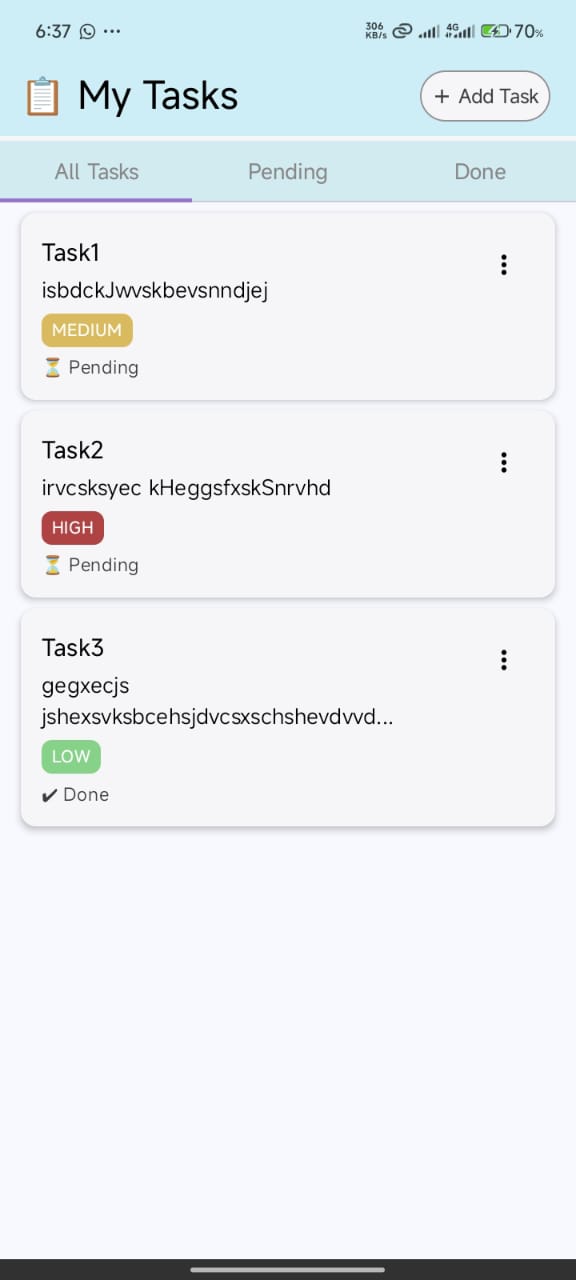 6:37 ... 306 KB/s 4G 70%
📋 My Tasks + Add Task
All Tasks Pending Done
Task1
isbdckJwvskbevsnndjej
MEDIUM
⏳ Pending
Task2
irvcsksyec kHeggsfxskSnrvhd
HIGH
⏳ Pending
Task3
gegxecjs
jshexsvksbcehsjdvcsxschshevdvvd...
LOW
✔ Done